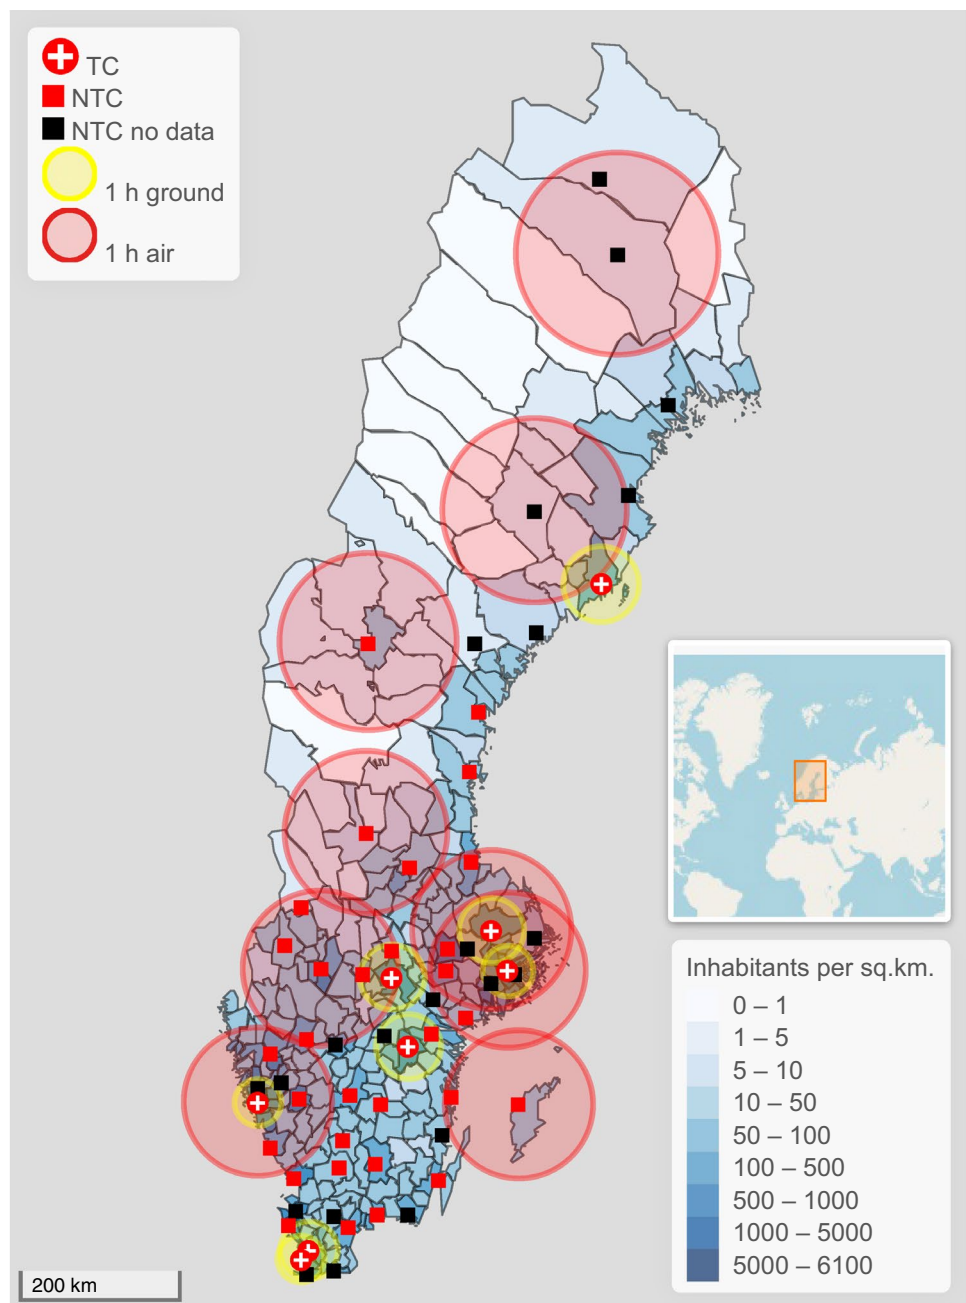 TC
NTC
NTC no data
1 h ground
1 h air
Inhabitants per sq.km.
0 – 1
1 – 5
5 – 10
10 – 50
50 – 100
100 – 500
500 – 1000
1000 – 5000
5000 – 6100
200 km